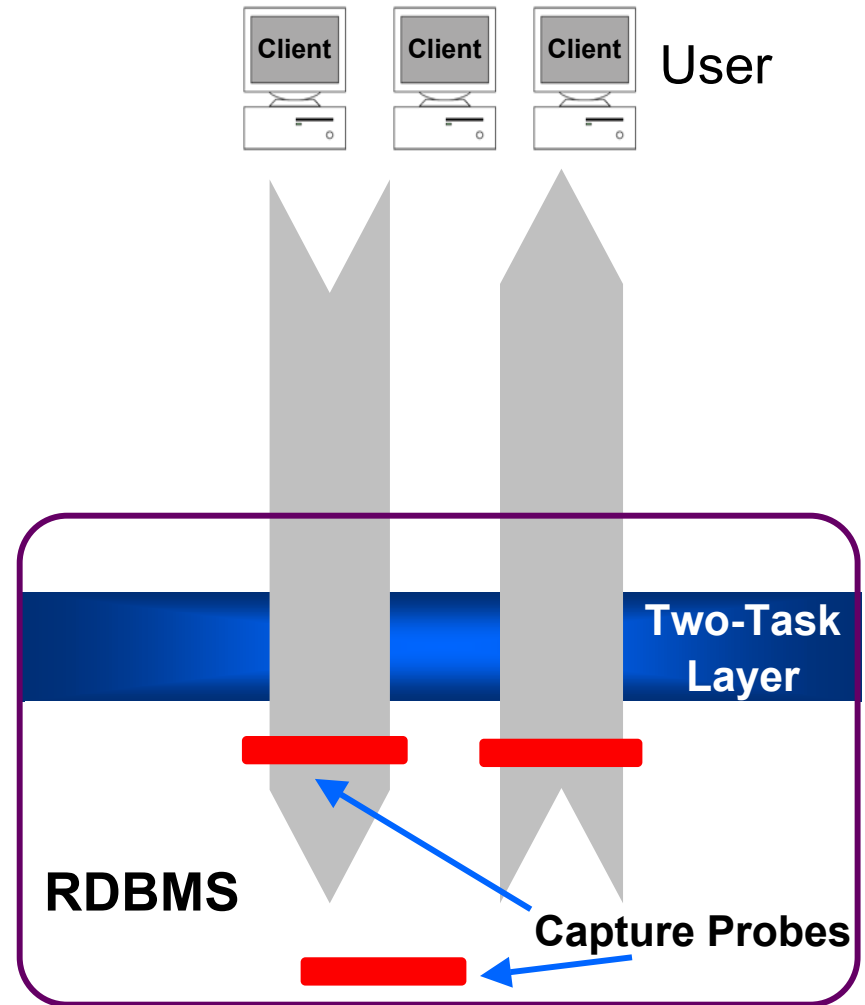 Client
Client
Client
User
Two-Task
Layer
RDBMS
Capture Probes